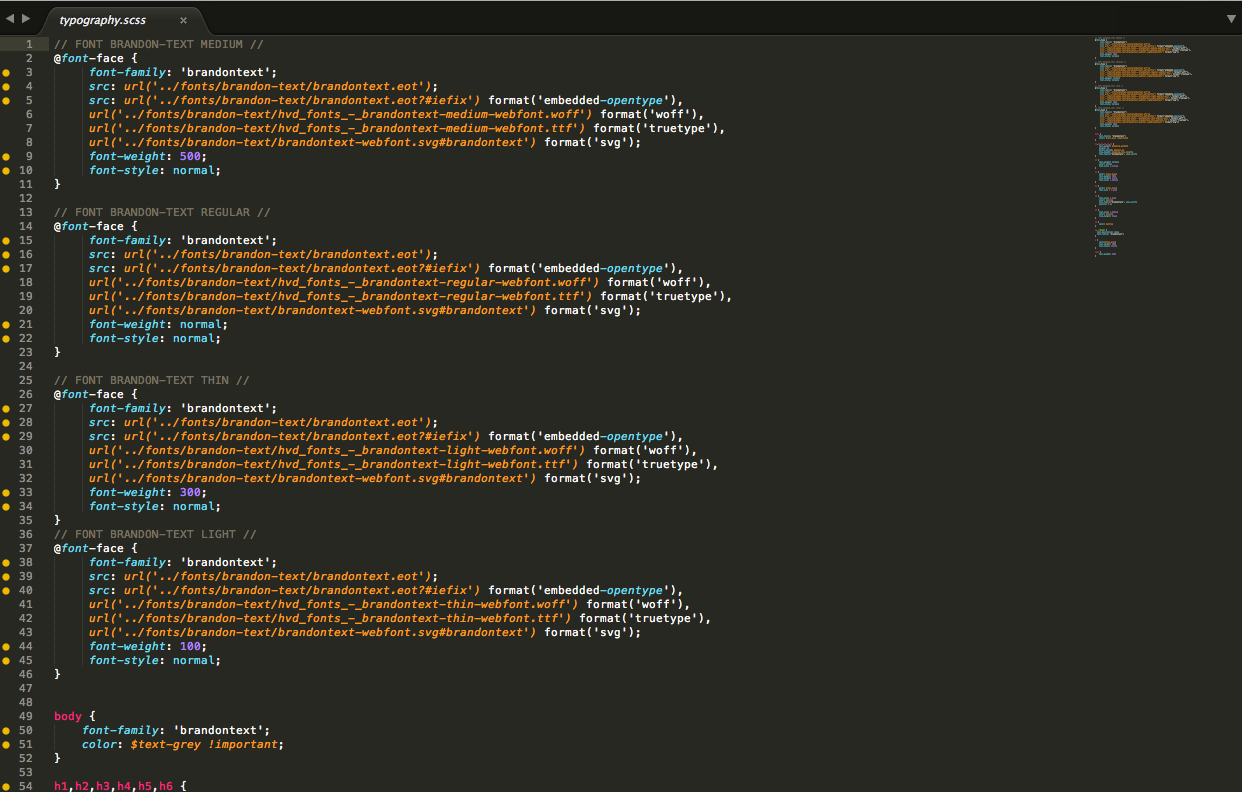 typography.scss ×
1 // FONT BRANDON-TEXT MEDIUM //
2 @font-face {
3 font-family: 'brandontext';
4 src: url('../fonts/brandon-text/brandontext.eot');
5 src: url('../fonts/brandon-text/brandontext.eot?#iefix') format('embedded-opentype'),
6 url('../fonts/brandon-text/hvd_fonts_-_brandontext-medium-webfont.woff') format('woff'),
7 url('../fonts/brandon-text/hvd_fonts_-_brandontext-medium-webfont.ttf') format('truetype'),
8 url('../fonts/brandon-text/brandontext-webfont.svg#brandontext') format('svg');
9 font-weight: 500;
10 font-style: normal;
11 }
12
13 // FONT BRANDON-TEXT REGULAR //
14 @font-face {
15 font-family: 'brandontext';
16 src: url('../fonts/brandon-text/brandontext.eot');
17 src: url('../fonts/brandon-text/brandontext.eot?#iefix') format('embedded-opentype'),
18 url('../fonts/brandon-text/hvd_fonts_-_brandontext-regular-webfont.woff') format('woff'),
19 url('../fonts/brandon-text/hvd_fonts_-_brandontext-regular-webfont.ttf') format('truetype'),
20 url('../fonts/brandon-text/brandontext-webfont.svg#brandontext') format('svg');
21 font-weight: normal;
22 font-style: normal;
23 }
24
25 // FONT BRANDON-TEXT THIN //
26 @font-face {
27 font-family: 'brandontext';
28 src: url('../fonts/brandon-text/brandontext.eot');
29 src: url('../fonts/brandon-text/brandontext.eot?#iefix') format('embedded-opentype'),
30 url('../fonts/brandon-text/hvd_fonts_-_brandontext-light-webfont.woff') format('woff'),
31 url('../fonts/brandon-text/hvd_fonts_-_brandontext-light-webfont.ttf') format('truetype'),
32 url('../fonts/brandon-text/brandontext-webfont.svg#brandontext') format('svg');
33 font-weight: 300;
34 font-style: normal;
35 }
36 // FONT BRANDON-TEXT LIGHT //
37 @font-face {
38 font-family: 'brandontext';
39 src: url('../fonts/brandon-text/brandontext.eot');
40 src: url('../fonts/brandon-text/brandontext.eot?#iefix') format('embedded-opentype'),
41 url('../fonts/brandon-text/hvd_fonts_-_brandontext-thin-webfont.woff') format('woff'),
42 url('../fonts/brandon-text/hvd_fonts_-_brandontext-thin-webfont.ttf') format('truetype'),
43 url('../fonts/brandon-text/brandontext-webfont.svg#brandontext') format('svg');
44 font-weight: 100;
45 font-style: normal;
46 }
47
48
49 body {
50 font-family: 'brandontext';
51 color: $text-grey !important;
52 }
53
54 h1,h2,h3,h4,h5,h6 {